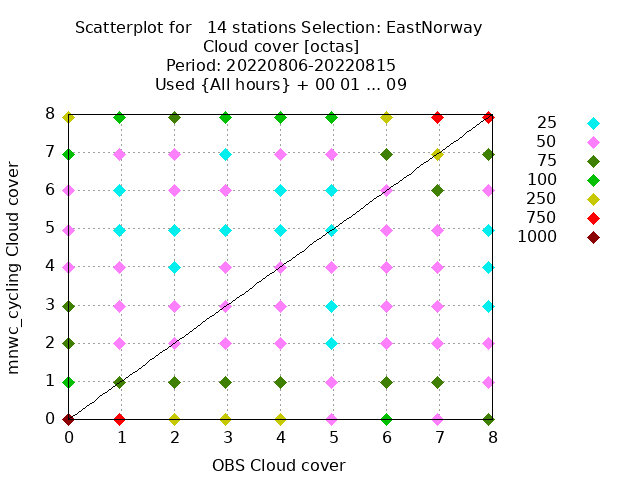 Scatterplot for   14 stations Selection: EastNorway
Cloud cover [octas]
Period: 20220806-20220815
Used {All hours} + 00 01 ... 09
8
7
6
5
4
3
2
1
0
mnwc_cycling Cloud cover
0 1 2 3 4 5 6 7 8
OBS Cloud cover
25
50
75
100
250
750
1000